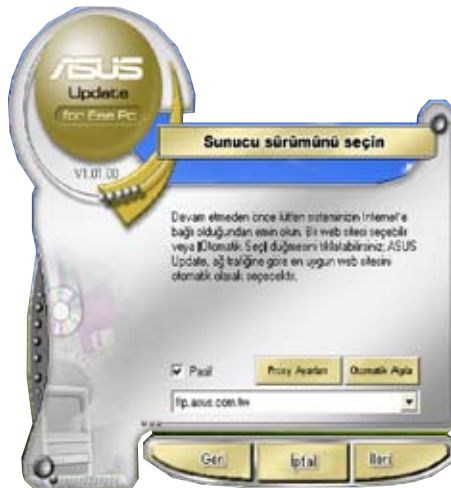 ASUS
Update
for Eee Pc
V1.01.00
Sunucu sürümünü seçin
Devam etmeden önce lütfen sisteminizin Internet'e
bağlı olduğundan emin olun. Bir web sitesi seçebilir
veya [Otomatik Seç] düğmesini tıklatabilirsiniz; ASUS
Update, ağ trafiğine göre en uygun web sitesini
otomatik olarak seçecektir.
Pasif
Proxy Ayarları
Otomatik Algıla
ftp.asus.com.tw
Geri
İptal
İleri